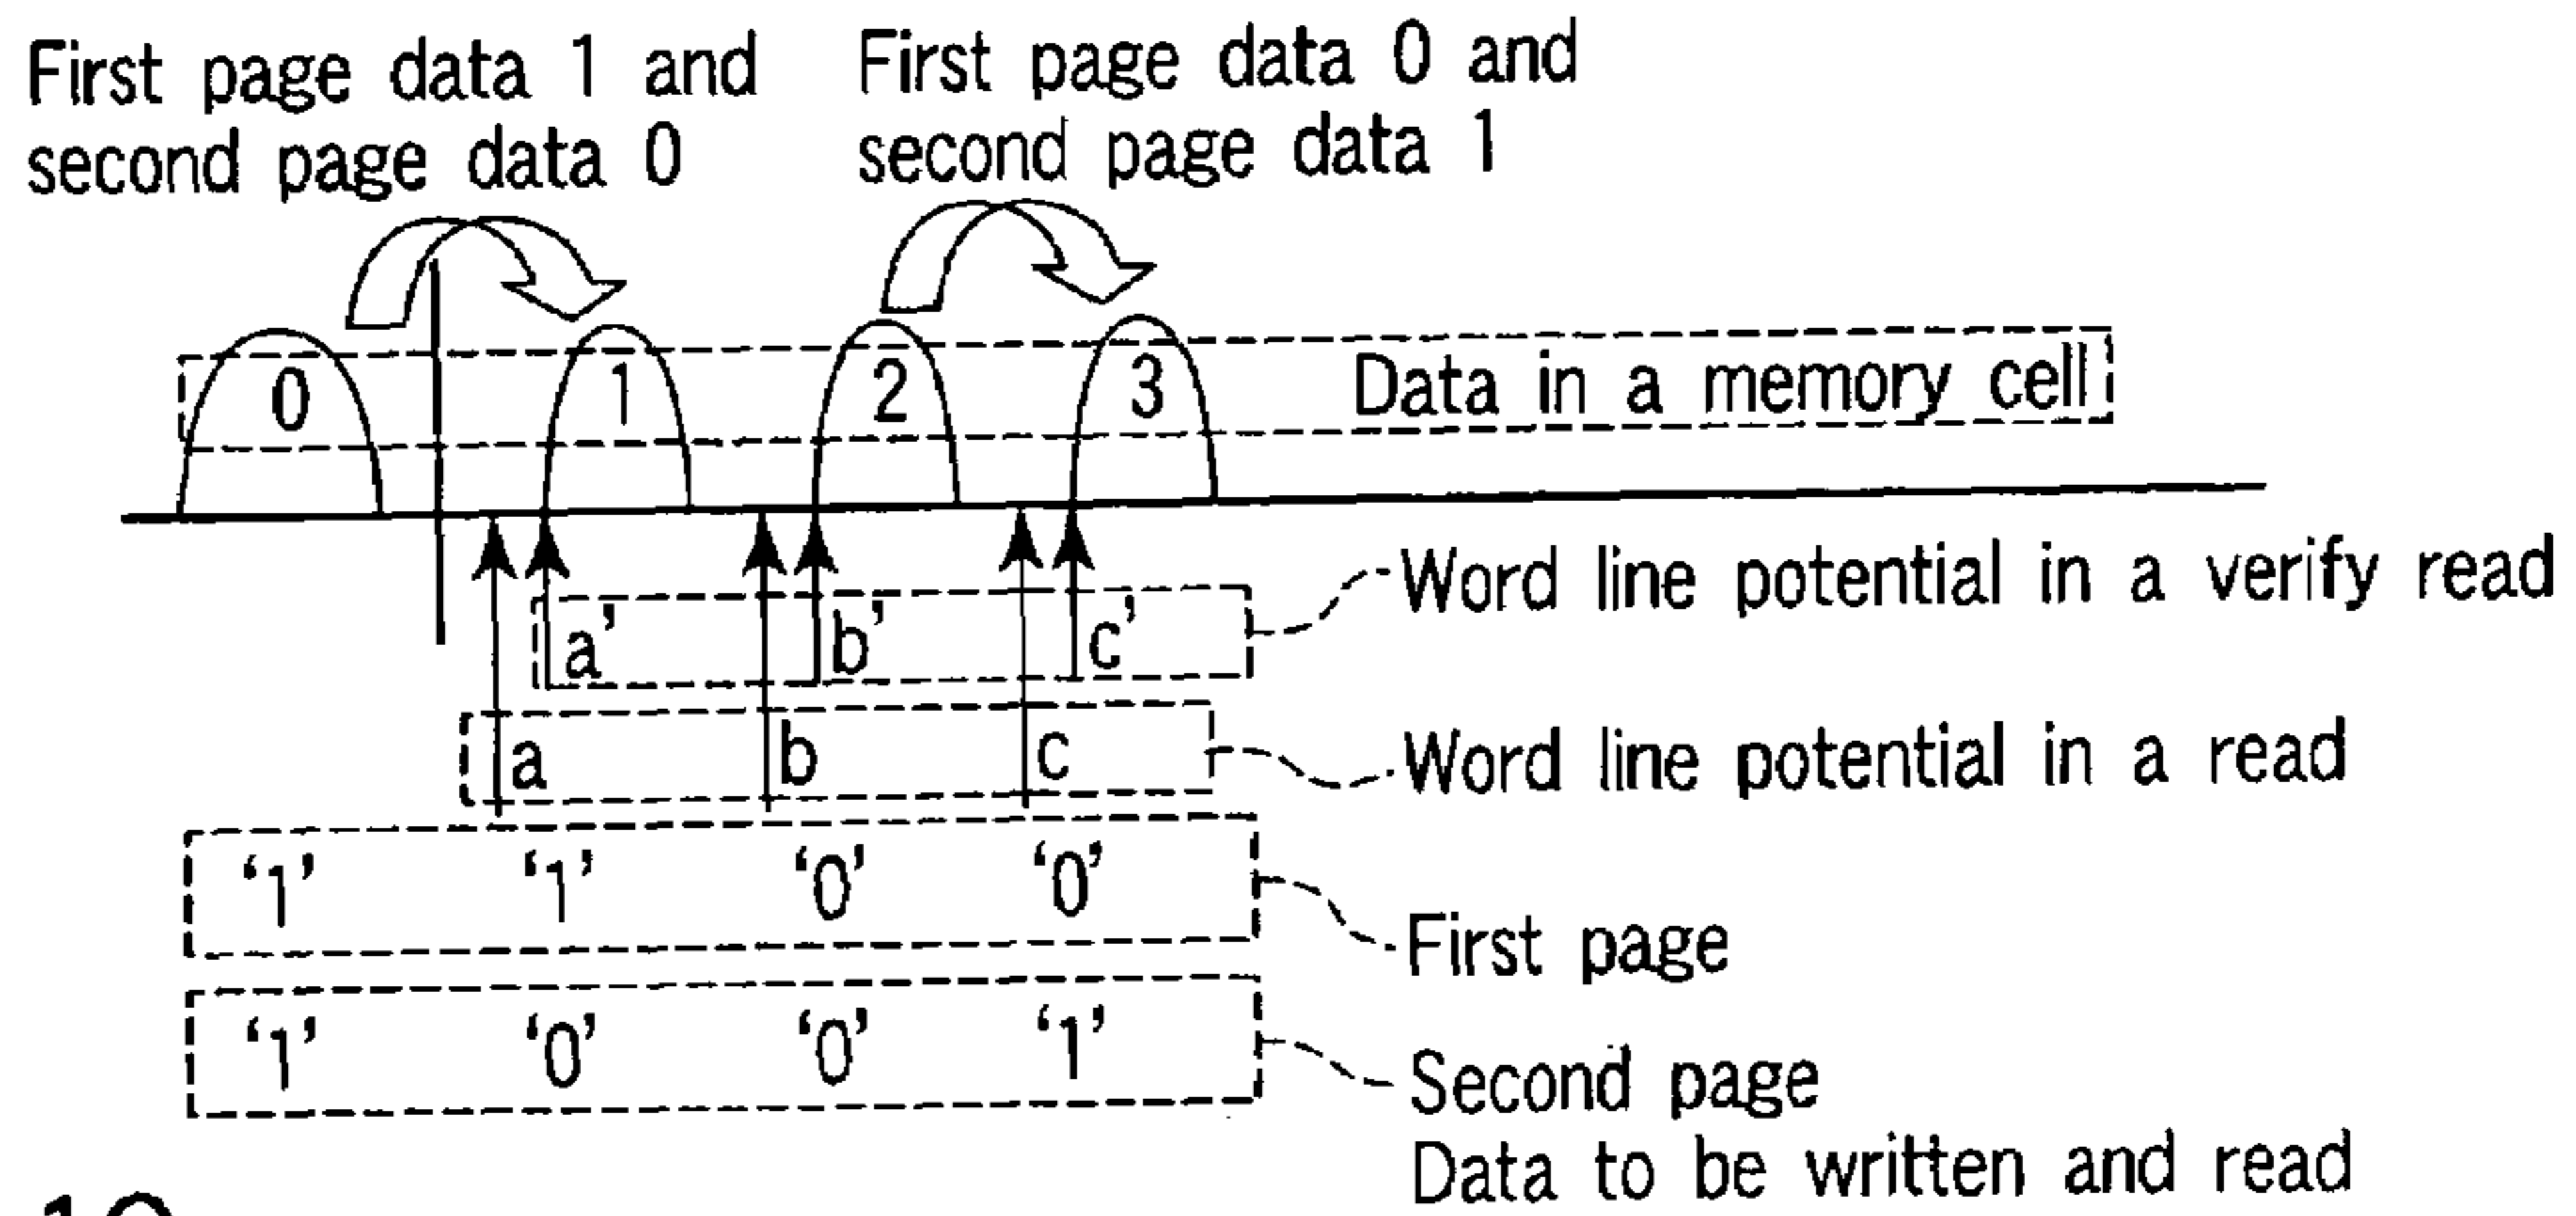 First page data 1 and
second page data 0
First page data 0 and
second page data 1
0 1 2 3 Data in a memory cell
a' b' c' Word line potential in a verify read
a b c Word line potential in a read
'1' '1' '0' '0' First page
'1' '0' '0' '1' Second page
Data to be written and read